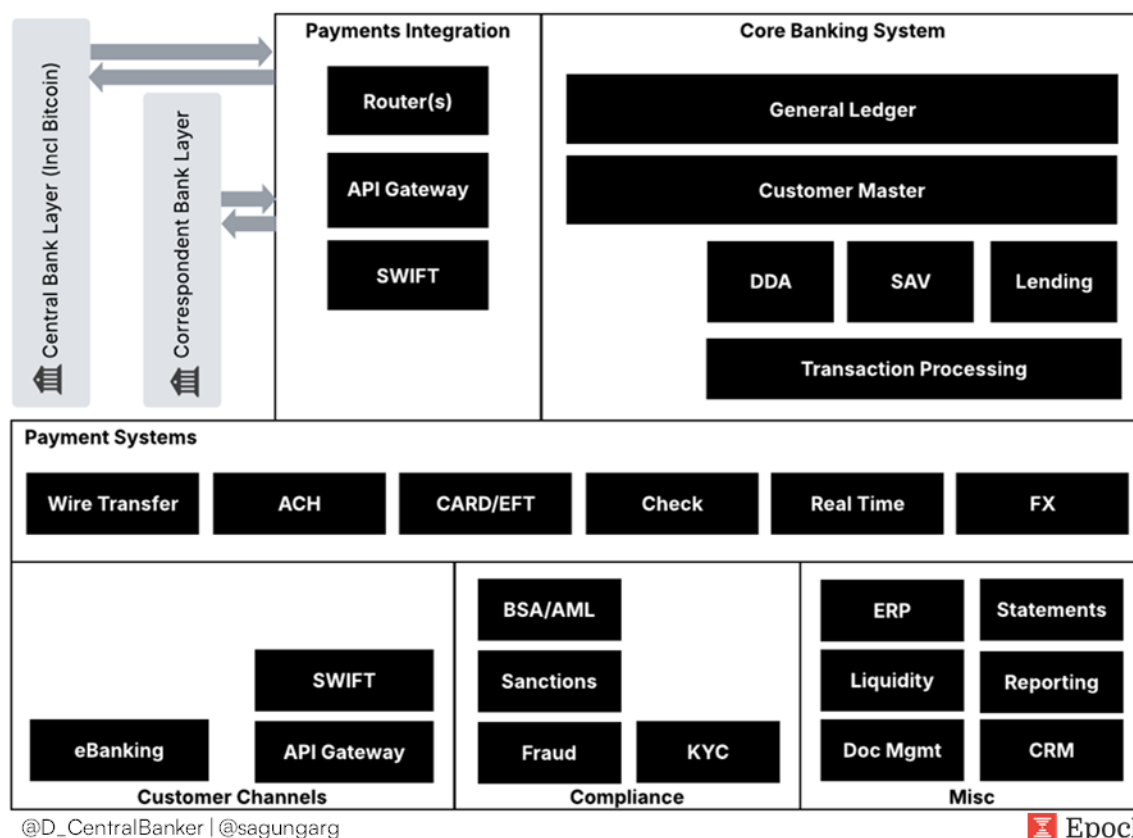 Central Bank Layer (Incl Bitcoin)
Correspondent Bank Layer
Payments Integration
Router(s)
API Gateway
SWIFT
Core Banking System
General Ledger
Customer Master
DDA
SAV
Lending
Transaction Processing
Payment Systems
Wire Transfer
ACH
CARD/EFT
Check
Real Time
FX
SWIFT
eBanking
API Gateway
Customer Channels
BSA/AML
Sanctions
Fraud
KYC
Compliance
ERP
Statements
Liquidity
Reporting
Doc Mgmt
CRM
Misc
@D_CentralBanker | @sagungarg